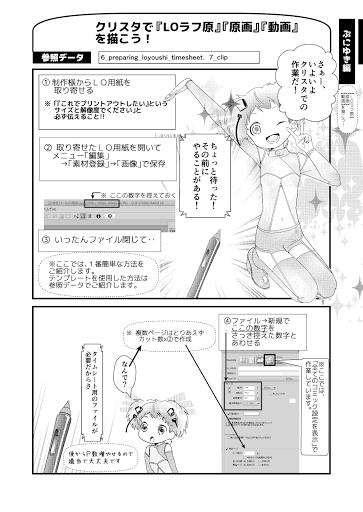 クリスタで『LOラフ原』『原画』『動画』
を描こう！
ぷりゆき編
参照データ
6_preparing_loyoushi_timesheet. 7_clip
さぁー、
いよいよ
クリスタでの
作業だ！
① 制作様からＬＯ用紙を
取り寄せる
※『「これでプリントアウトしたい」という
サイズと解像度でください』と
必ず伝えること!!
ちょっと待った！
その前に
やることがある！
② 取り寄せたＬＯ用紙を開いて
メニュー「編集」
→「素材登録」→「画像」で保存
※ ここの数字を控えておく
③ いったんファイル閉じて‥
※ここでは、１番簡単な方法を
ご紹介します。
テンプレートを使用した方法は
参照データでご紹介します。
④ファイル→新規で
ここの数字を
さっき控えた数字と
あわせる
※ここでは、
「全てのコミック設定を表示」で
作業しています。
※ 複数ページはとりあえず
カット数x②で作成
なんで？
タイムシート用のファイルが
必要だからさ
後からP数増やせるので
適当で大丈夫です